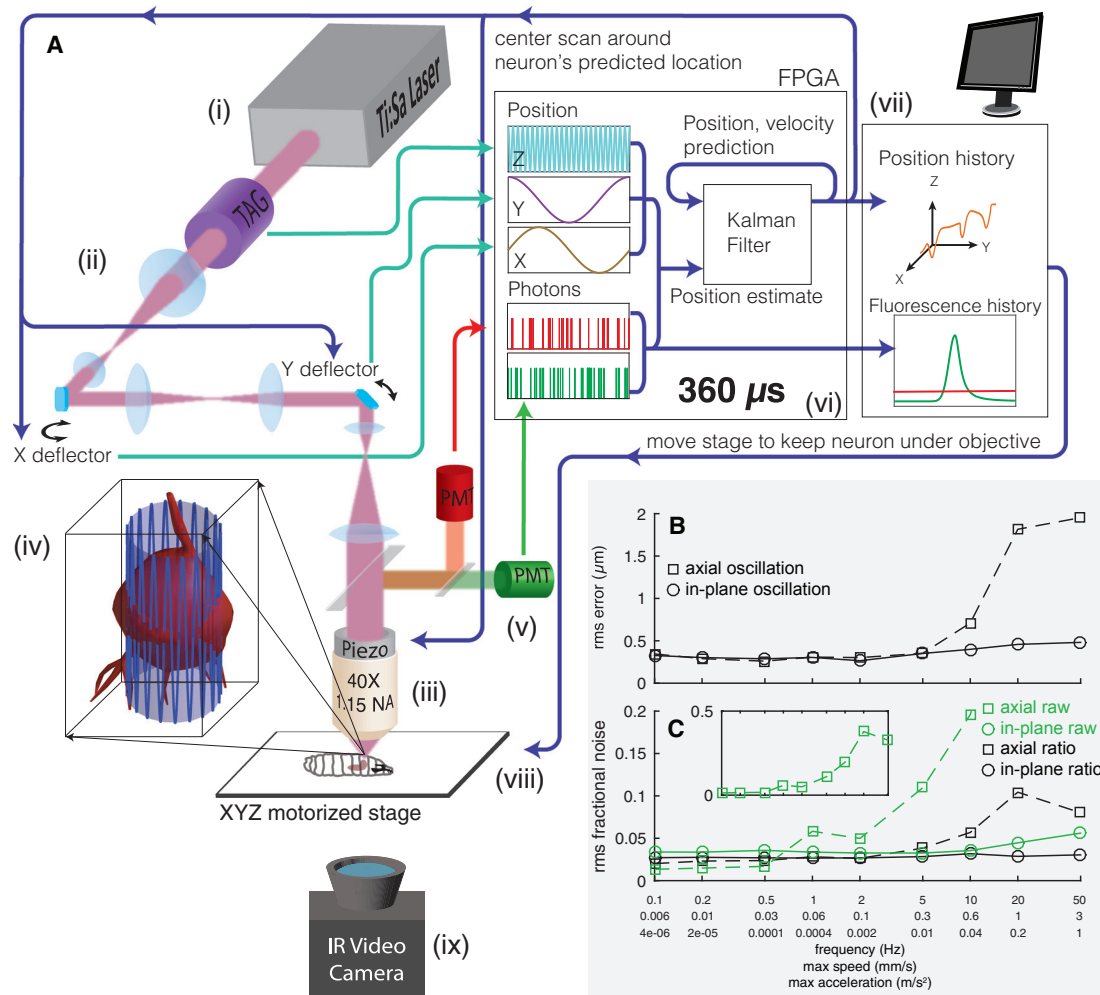 A
center scan around
neuron's predicted location
FPGA
(i)
Ti:Sa Laser
TAG
(ii)
Position
Z
Y
X
Photons
Position, velocity
prediction
Kalman
Filter
Position estimate
360 µs
(vi)
(vii)
Position history
Z
Y
X
Fluorescence history
Y deflector
X deflector
move stage to keep neuron under objective
PMT
PMT
(v)
(iv)
Piezo
40X
1.15 NA
(iii)
(viii)
XYZ motorized stage
IR Video
Camera
(ix)
B
2
1.5
1
0.5
0
rms error (µm)
axial oscillation
in-plane oscillation
C
0.2
0.15
0.1
0.05
0
rms fractional noise
0.5
0
axial raw
in-plane raw
axial ratio
in-plane ratio
0.1 0.2 0.5 1 2 5 10 20 50
0.006 0.01 0.03 0.06 0.1 0.3 0.6 1 3
4e-06 2e-05 0.0001 0.0004 0.002 0.01 0.04 0.2 1
frequency (Hz)
max speed (mm/s)
max acceleration (m/s²)